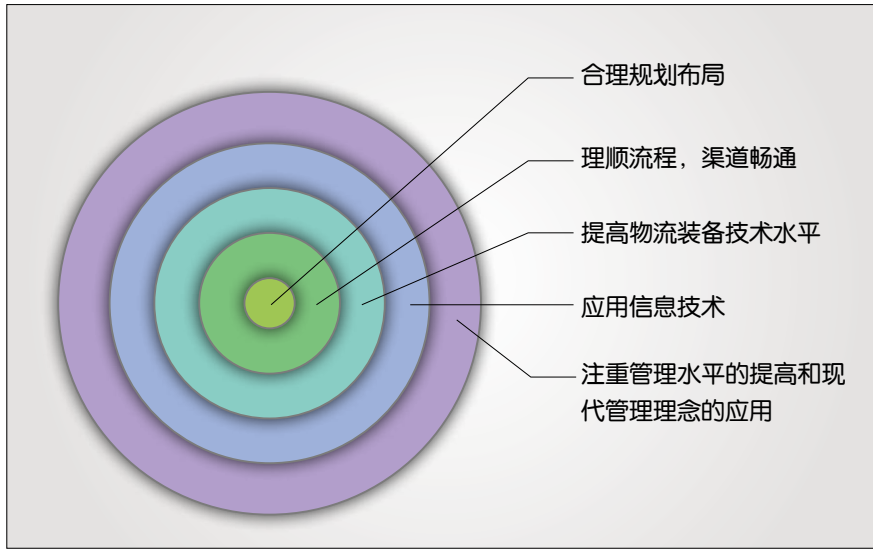 合理规划布局
理顺流程，渠道畅通
提高物流装备技术水平
应用信息技术
注重管理水平的提高和现
代管理理念的应用